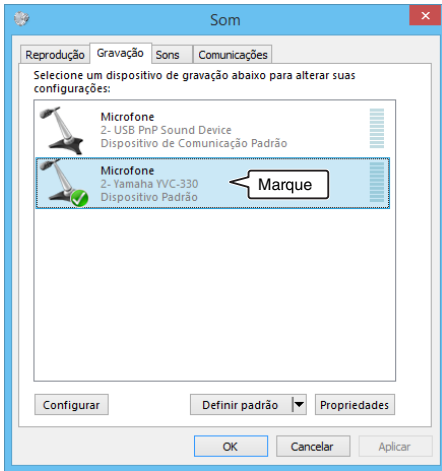 Som
Reprodução Gravação Sons Comunicações
Selecione um dispositivo de gravação abaixo para alterar suas
configurações:
Microfone
2- USB PnP Sound Device
Dispositivo de Comunicação Padrão
Microfone
2- Yamaha YVC-330
Dispositivo Padrão
Marque
Configurar Definir padrão Propriedades
OK Cancelar Aplicar